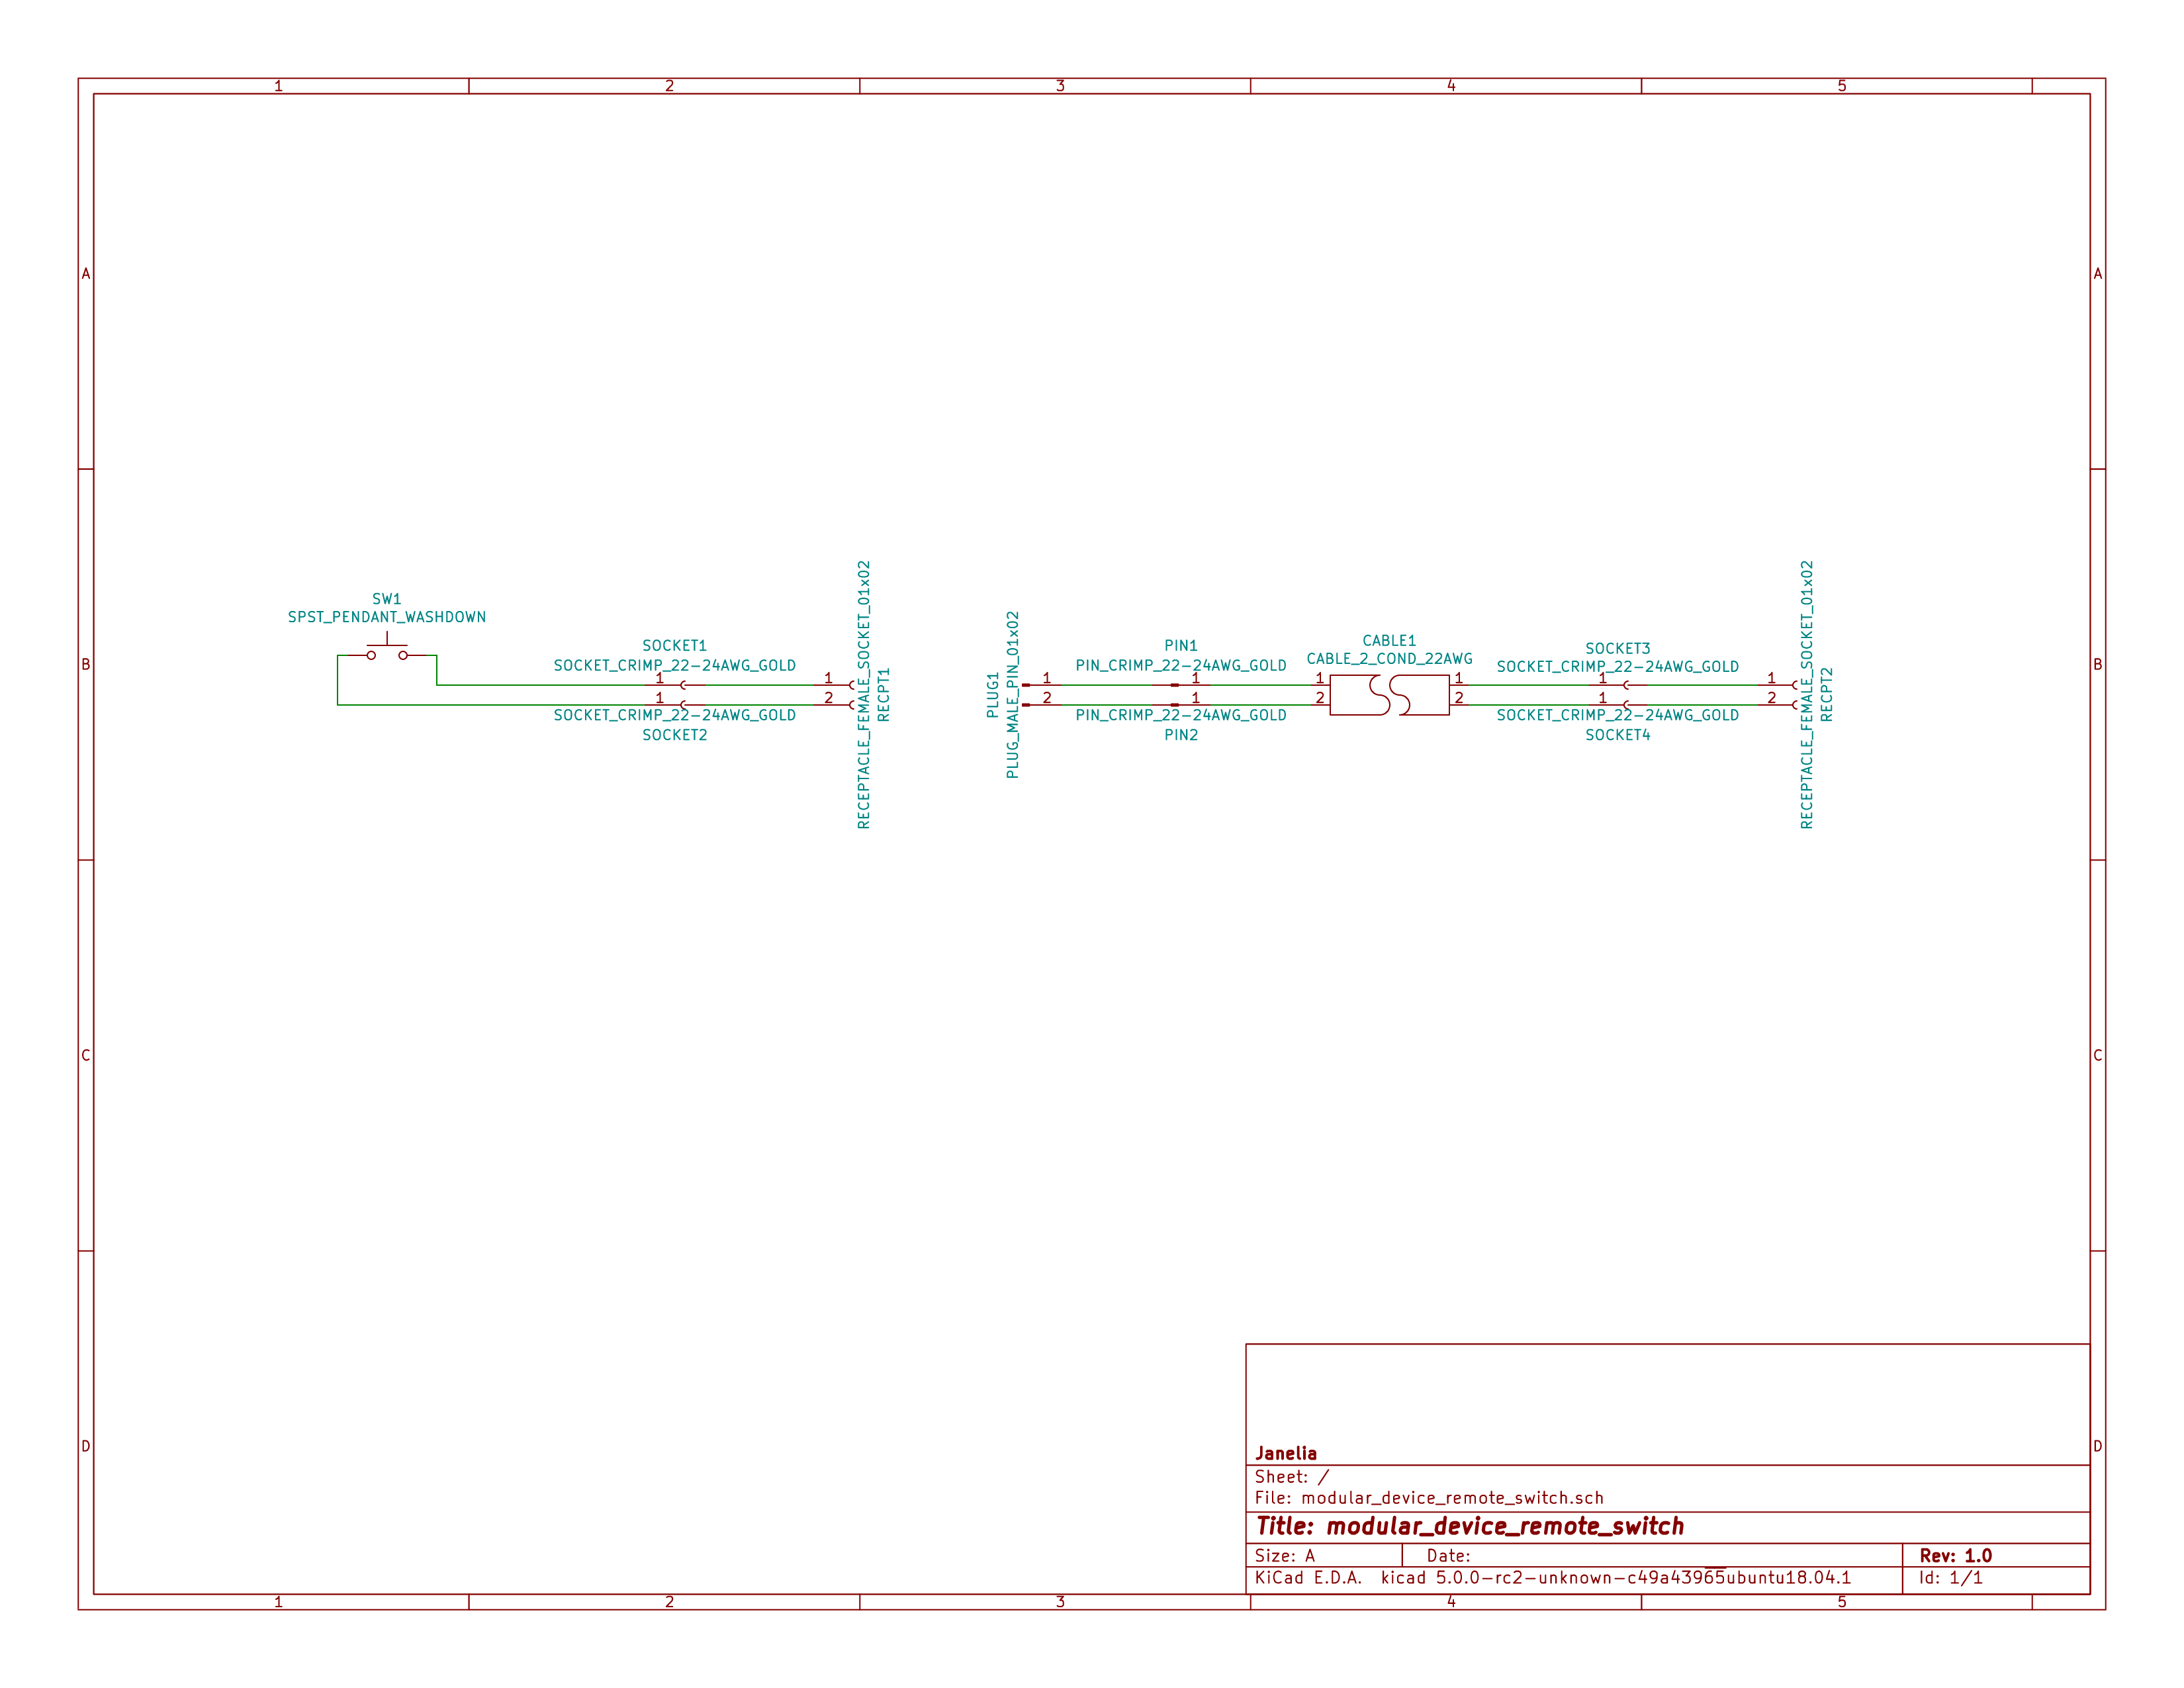 1 2 3 4 5
A A
SW1
SPST_PENDANT_WASHDOWN
SOCKET1
SOCKET_CRIMP_22-24AWG_GOLD
1
1
SOCKET_CRIMP_22-24AWG_GOLD
SOCKET2
1
2
RECEPTACLE_FEMALE_SOCKET_01x02
RECPT1
PLUG1
PLUG_MALE_PIN_01x02
1
2
PIN1
PIN_CRIMP_22-24AWG_GOLD
1
1
PIN_CRIMP_22-24AWG_GOLD
PIN2
CABLE1
CABLE_2_COND_22AWG
1 1
2 2
SOCKET3
SOCKET_CRIMP_22-24AWG_GOLD
1
1
SOCKET_CRIMP_22-24AWG_GOLD
SOCKET4
1
2
RECEPTACLE_FEMALE_SOCKET_01x02
RECPT2
B B
C C
D D
Janelia
Sheet: /
File: modular_device_remote_switch.sch
Title: modular_device_remote_switch
Size: A Date: Rev: 1.0
KiCad E.D.A. kicad 5.0.0-rc2-unknown-c49a43965ubuntu18.04.1 Id: 1/1
1 2 3 4 5